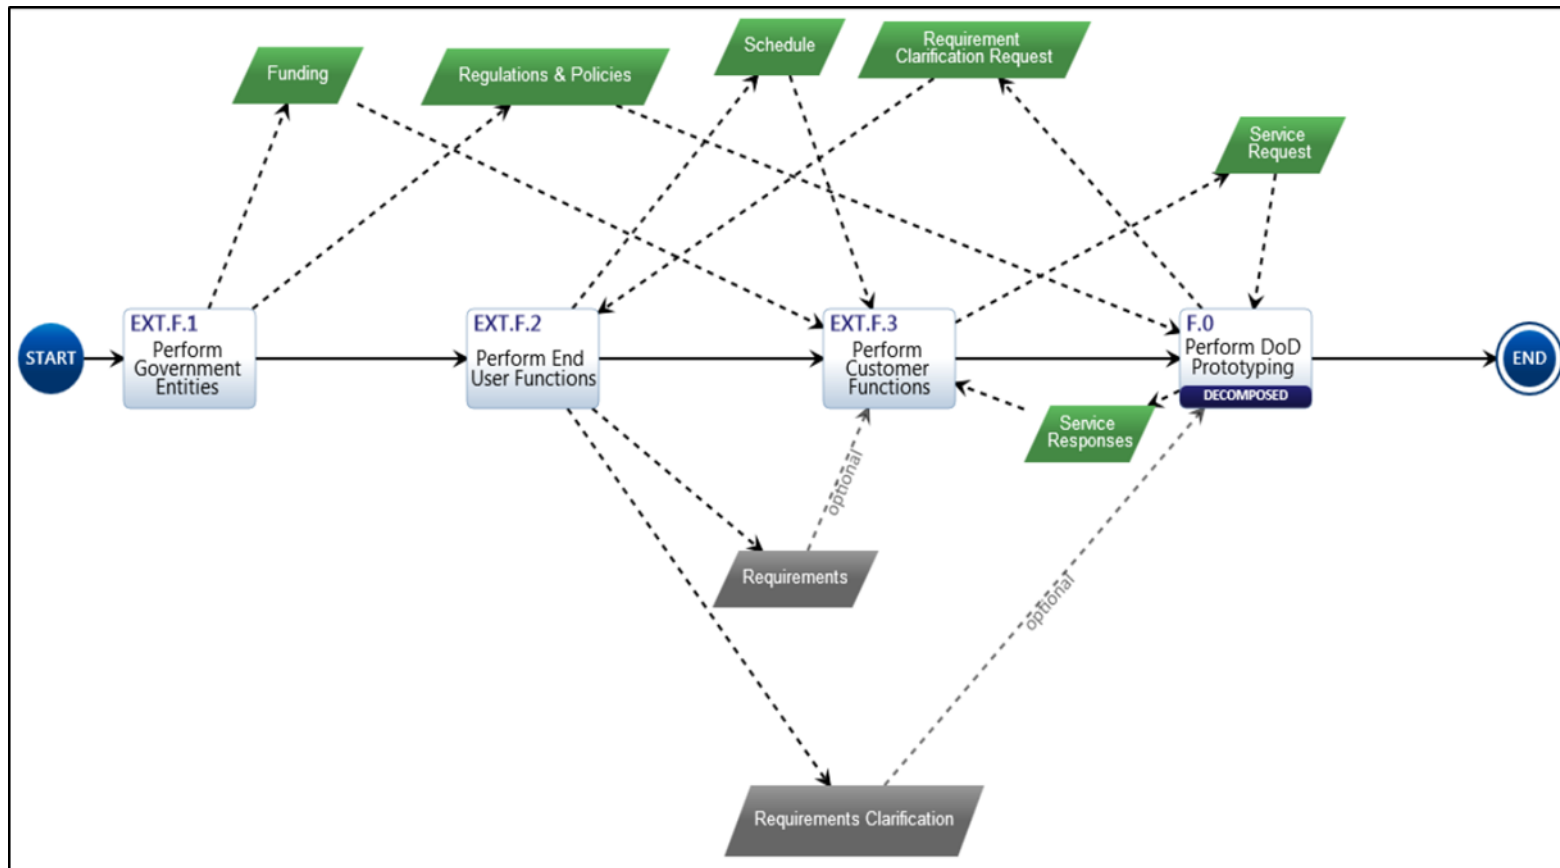 Funding
Regulations & Policies
Schedule
Requirement
Clarification Request
Service
Request
START
EXT.F.1
Perform
Government
Entities
EXT.F.2
Perform End
User Functions
EXT.F.3
Perform
Customer
Functions
F.0
Perform DoD
Prototyping
DECOMPOSED
END
Service
Responses
optional
Requirements
optional
Requirements Clarification